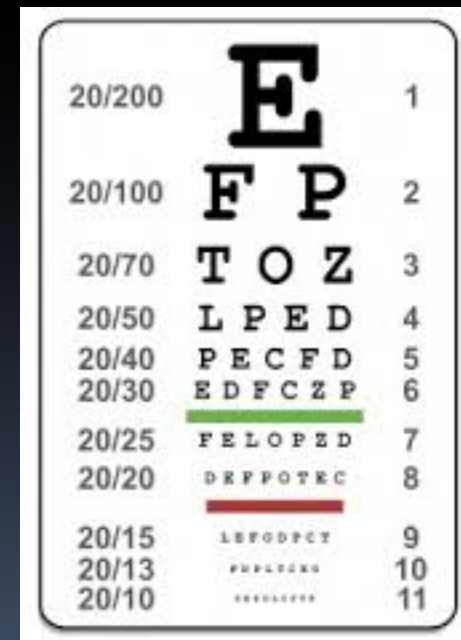 20/200 E 1
20/100 F P 2
20/70 T O Z 3
20/50 L P E D 4
20/40 P E C F D 5
20/30 E D F C Z P 6
20/25 F E L O P Z D 7
20/20 D E F P O T E C 8
20/15 L E F O D P C T 9
20/13 10
20/10 11